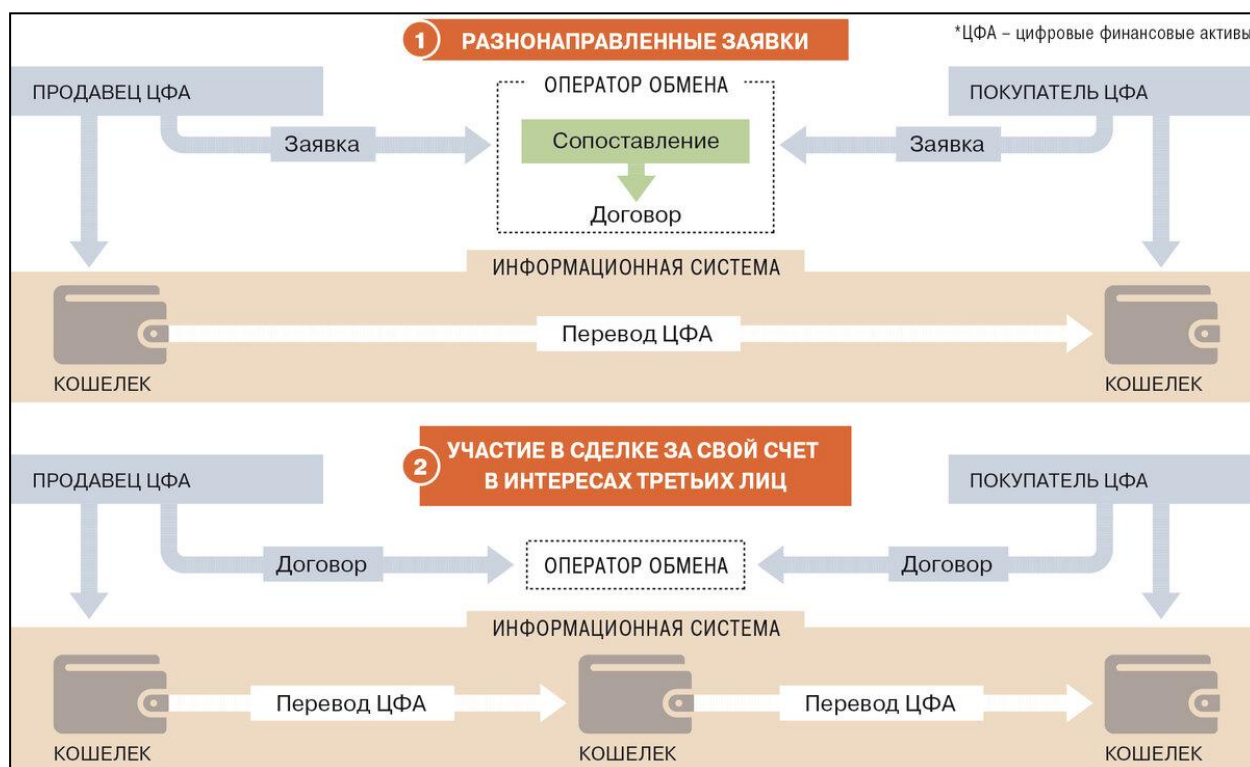 1 РАЗНОНАПРАВЛЕННЫЕ ЗАЯВКИ
*ЦФА – цифровые финансовые активы
ПРОДАВЕЦ ЦФА
ОПЕРАТОР ОБМЕНА
ПОКУПАТЕЛЬ ЦФА
Заявка
Сопоставление
Заявка
Договор
ИНФОРМАЦИОННАЯ СИСТЕМА
Перевод ЦФА
КОШЕЛЕК
КОШЕЛЕК
2 УЧАСТИЕ В СДЕЛКЕ ЗА СВОЙ СЧЕТ
В ИНТЕРЕСАХ ТРЕТЬИХ ЛИЦ
ПРОДАВЕЦ ЦФА
ПОКУПАТЕЛЬ ЦФА
Договор
ОПЕРАТОР ОБМЕНА
Договор
ИНФОРМАЦИОННАЯ СИСТЕМА
Перевод ЦФА
Перевод ЦФА
КОШЕЛЕК
КОШЕЛЕК
КОШЕЛЕК